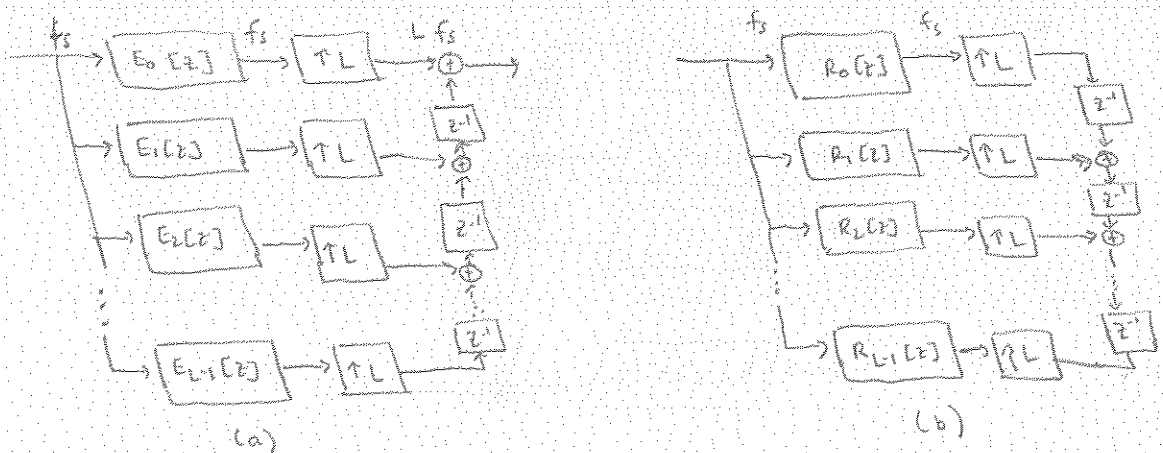 fs
E0[z]
fs
↑L
L fs
+
z-1
E1[z]
↑L
+
z-1
E2[z]
↑L
+
z-1
EL-1[z]
↑L
(a)
fs
R0[z]
fs
↑L
z-1
R1[z]
↑L
+
z-1
R2[z]
↑L
+
z-1
RL-1[z]
↑L
(b)